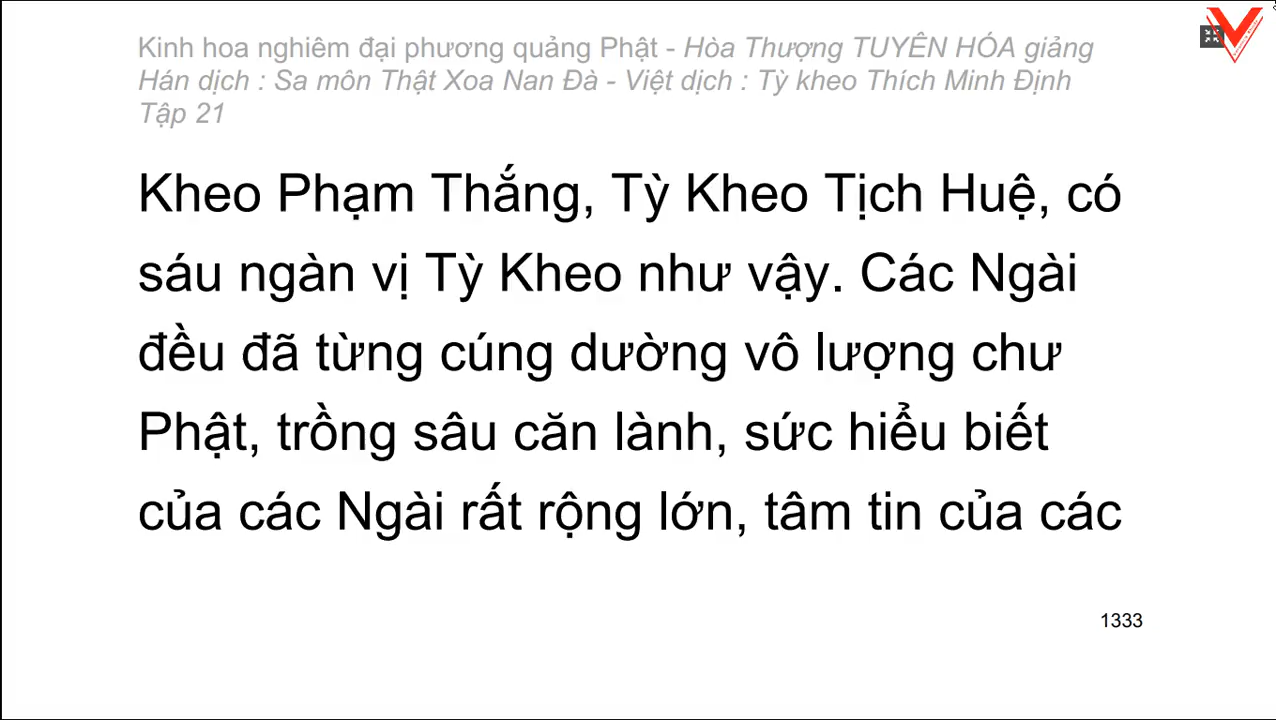 Kinh hoa nghiêm đại phương quảng Phật - Hòa Thượng TUYÊN HÓA giảng
Hán dịch : Sa môn Thật Xoa Nan Đà - Việt dịch : Tỳ kheo Thích Minh Định
Tập 21
Kheo Phạm Thắng, Tỳ Kheo Tịch Huệ, có
sáu ngàn vị Tỳ Kheo như vậy. Các Ngài
đều đã từng cúng dường vô lượng chư
Phật, trồng sâu căn lành, sức hiểu biết
của các Ngài rất rộng lớn, tâm tin của các
1333